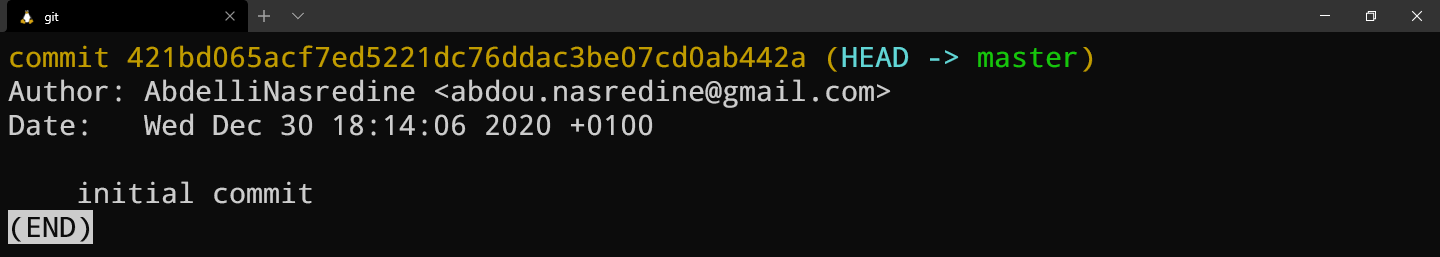 git
commit 421bd065acf7ed5221dc76ddac3be07cd0ab442a (HEAD -> master)
Author: AbdelliNasredine <abdou.nasredine@gmail.com>
Date:   Wed Dec 30 18:14:06 2020 +0100
initial commit
(END)